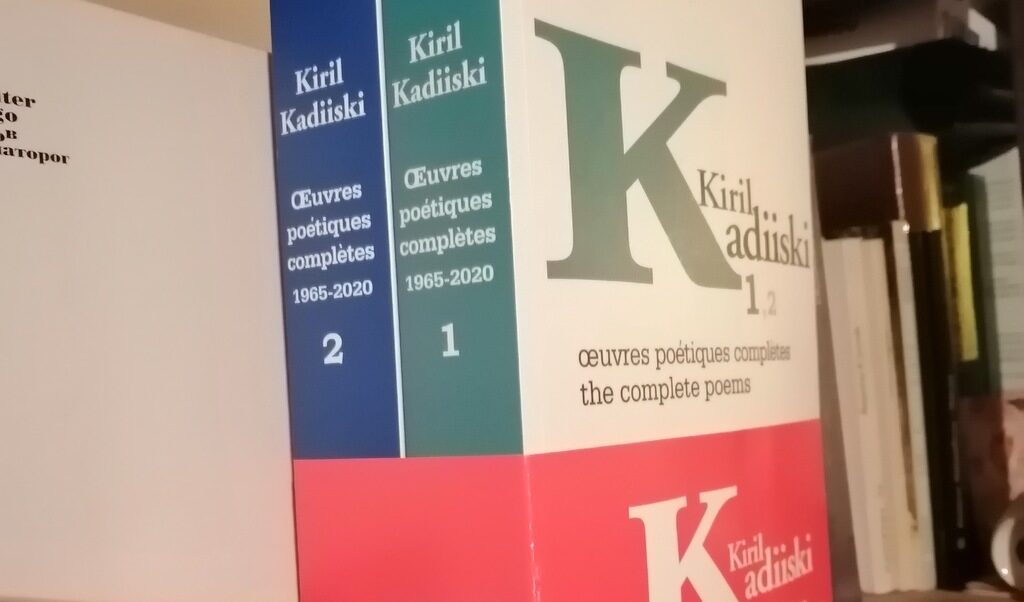 Kiril
Kadiiski
Œuvres
poétiques
complètes
1965-2020
2
Kiril
Kadiiski
Œuvres
poétiques
complètes
1965-2020
1
K
Kiril
adiiski
1,2
œuvres poétiques complètes
the complete poems
K
Kiril
adiiski